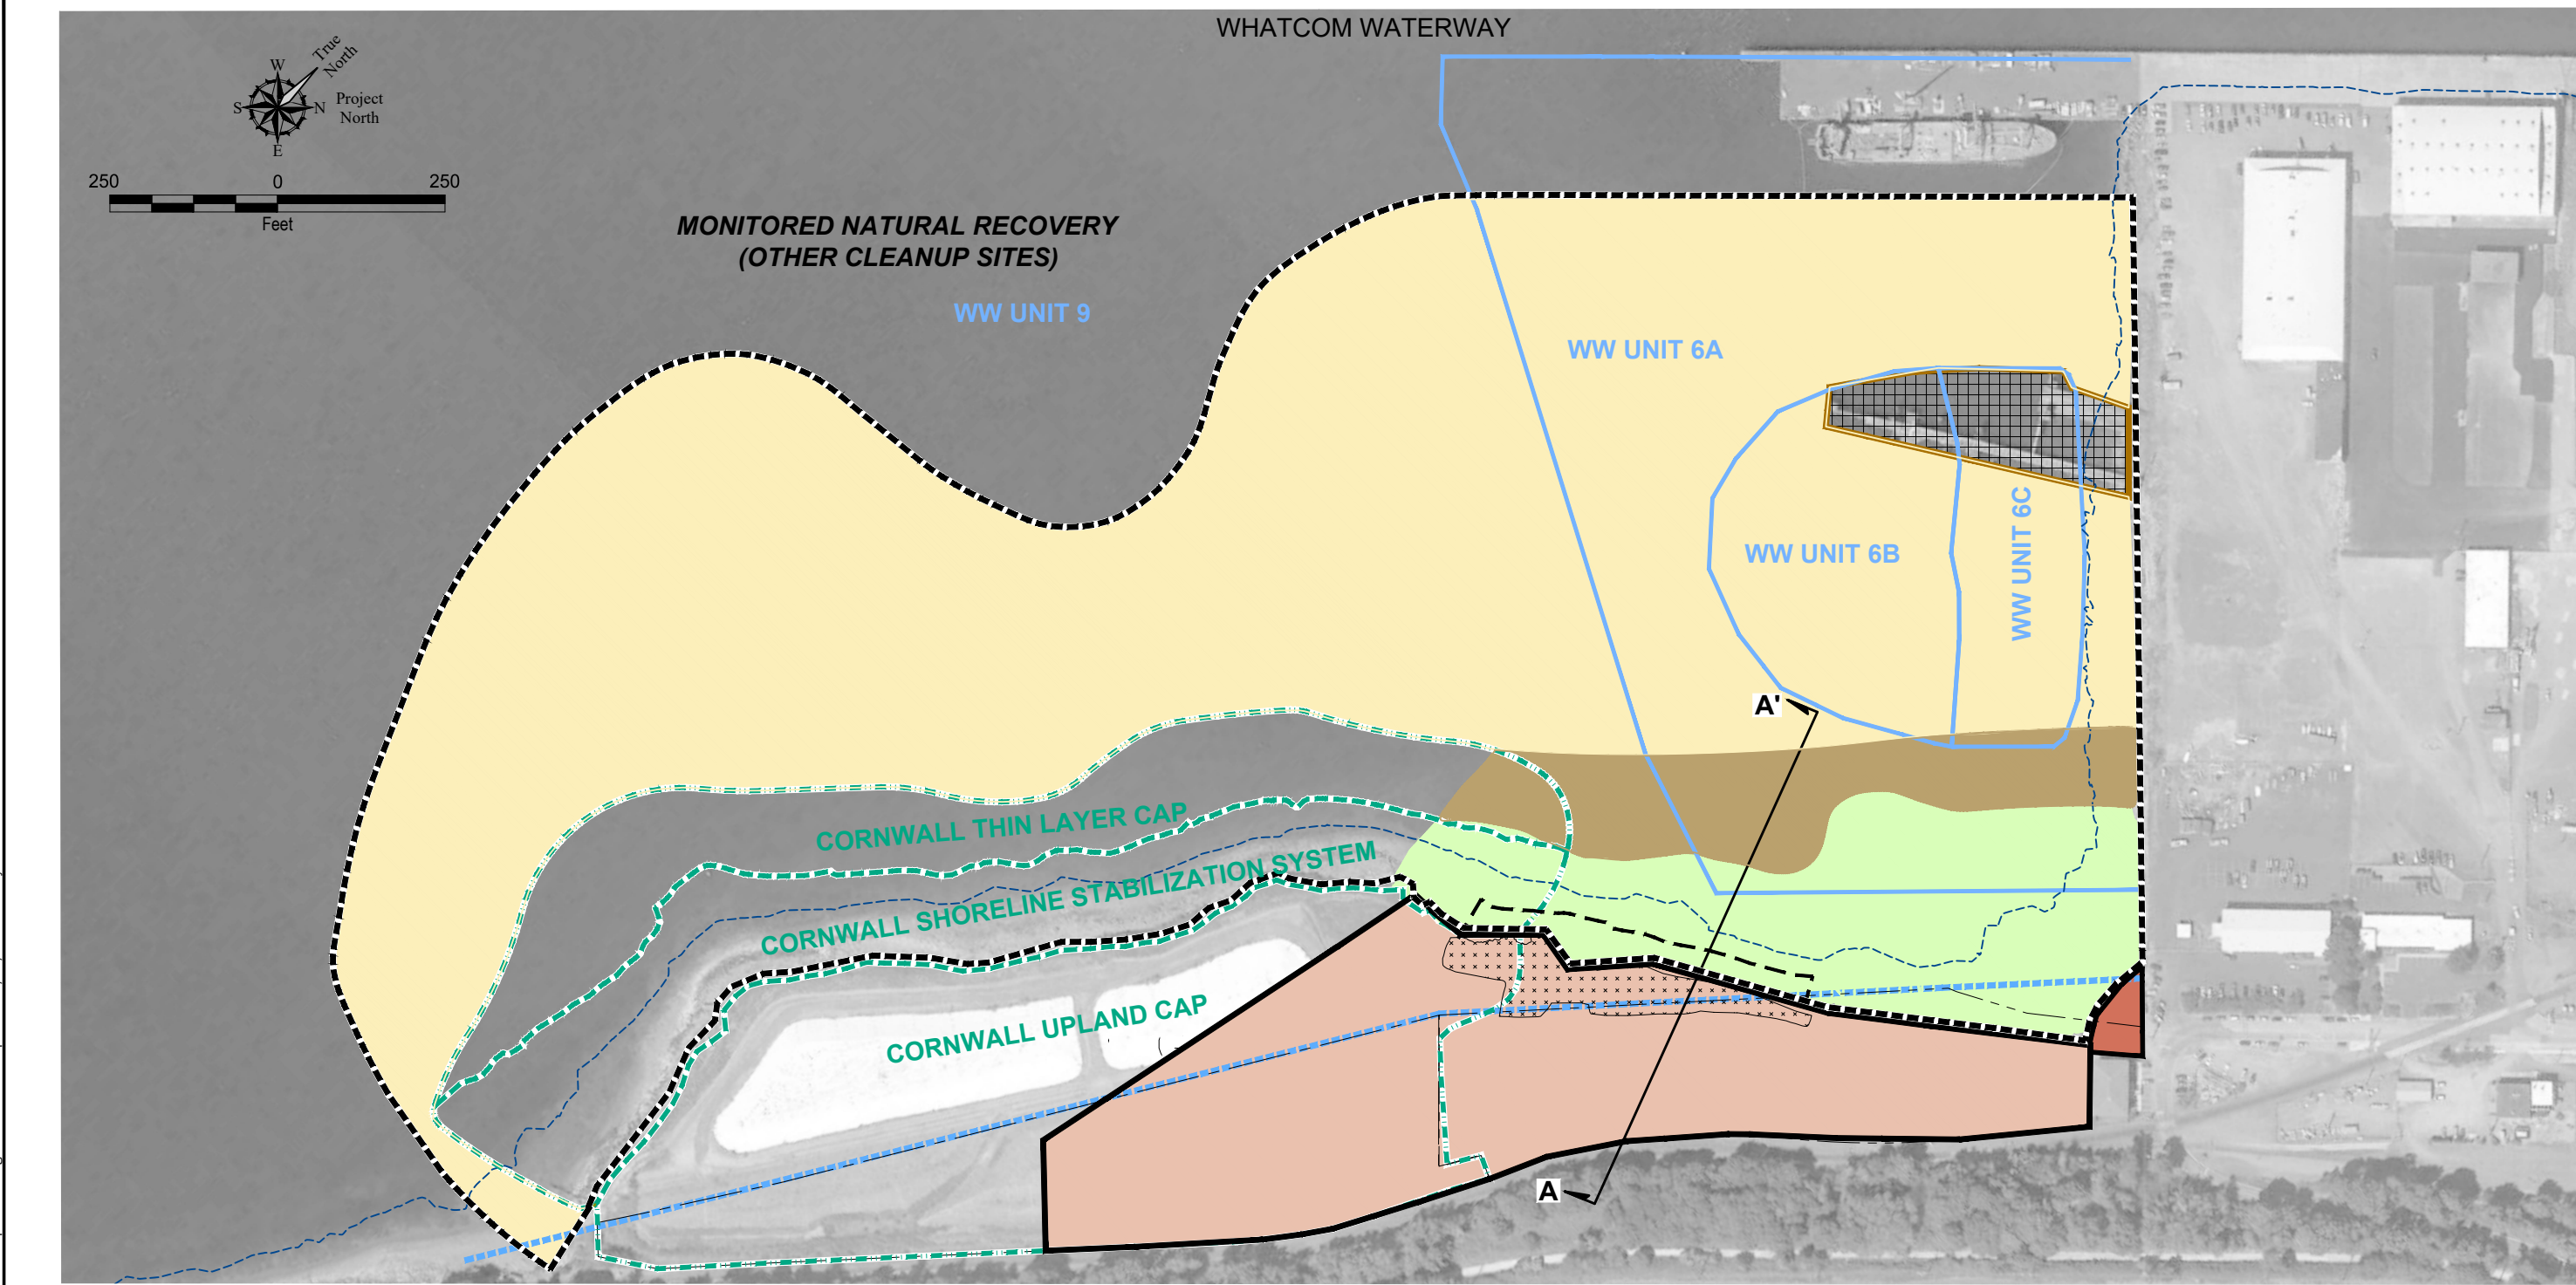 WHATCOM WATERWAY
W
True
North
S
N
Project
North
E
250
0
250
Feet
MONITORED NATURAL RECOVERY
(OTHER CLEANUP SITES)
WW UNIT 9
WW UNIT 6A
WW UNIT 6B
WW UNIT 6C
A'
CORNWALL THIN LAYER CAP
CORNWALL SHORELINE STABILIZATION SYSTEM
CORNWALL UPLAND CAP
A